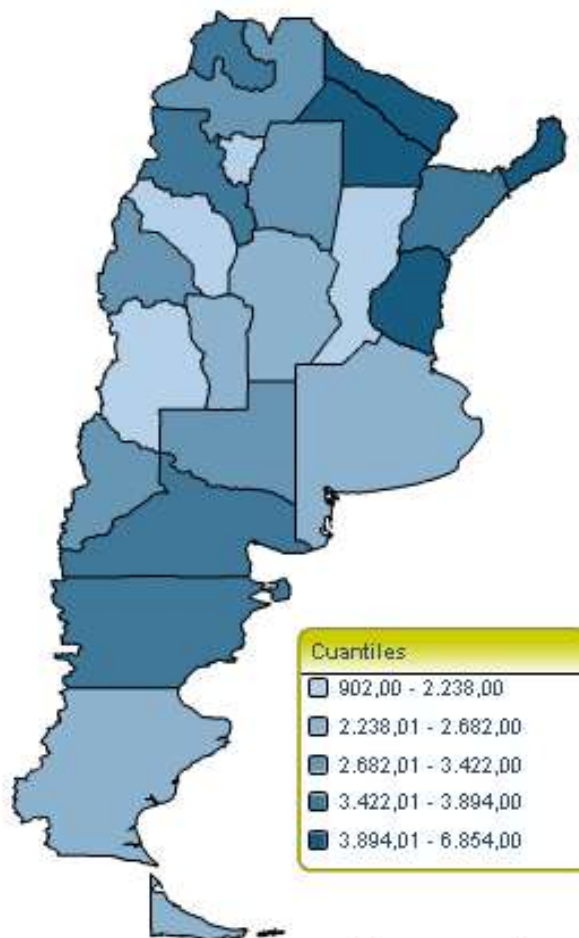 Cuantiles
902,00 - 2.238,00
2.238,01 - 2.682,00
2.682,01 - 3.422,00
3.422,01 - 3.894,00
3.894,01 - 6.854,00